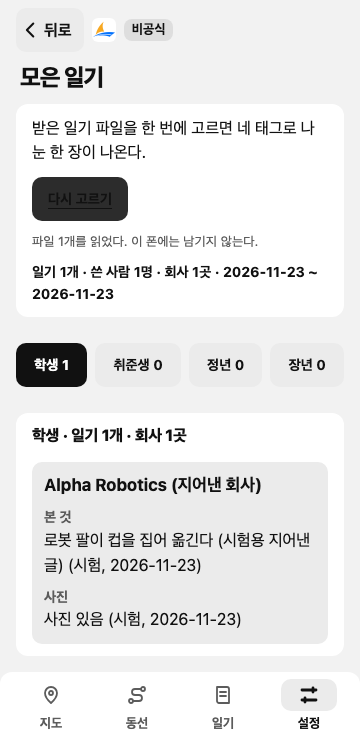 뒤로
비공식
모은 일기
받은 일기 파일을 한 번에 고르면 네 태그로 나
눈 한 장이 나온다.
다시 고르기
파일 1개를 읽었다. 이 폰에는 남기지 않는다.
일기 1개 · 쓴 사람 1명 · 회사 1곳 · 2026-11-23 ~
2026-11-23
학생 1
취준생 0
정년 0
장년 0
학생 · 일기 1개 · 회사 1곳
Alpha Robotics (지어낸 회사)
본 것
로봇 팔이 컵을 집어 옮긴다 (시험용 지어낸
글) (시험, 2026-11-23)
사진
사진 있음 (시험, 2026-11-23)
지도
동선
일기
설정